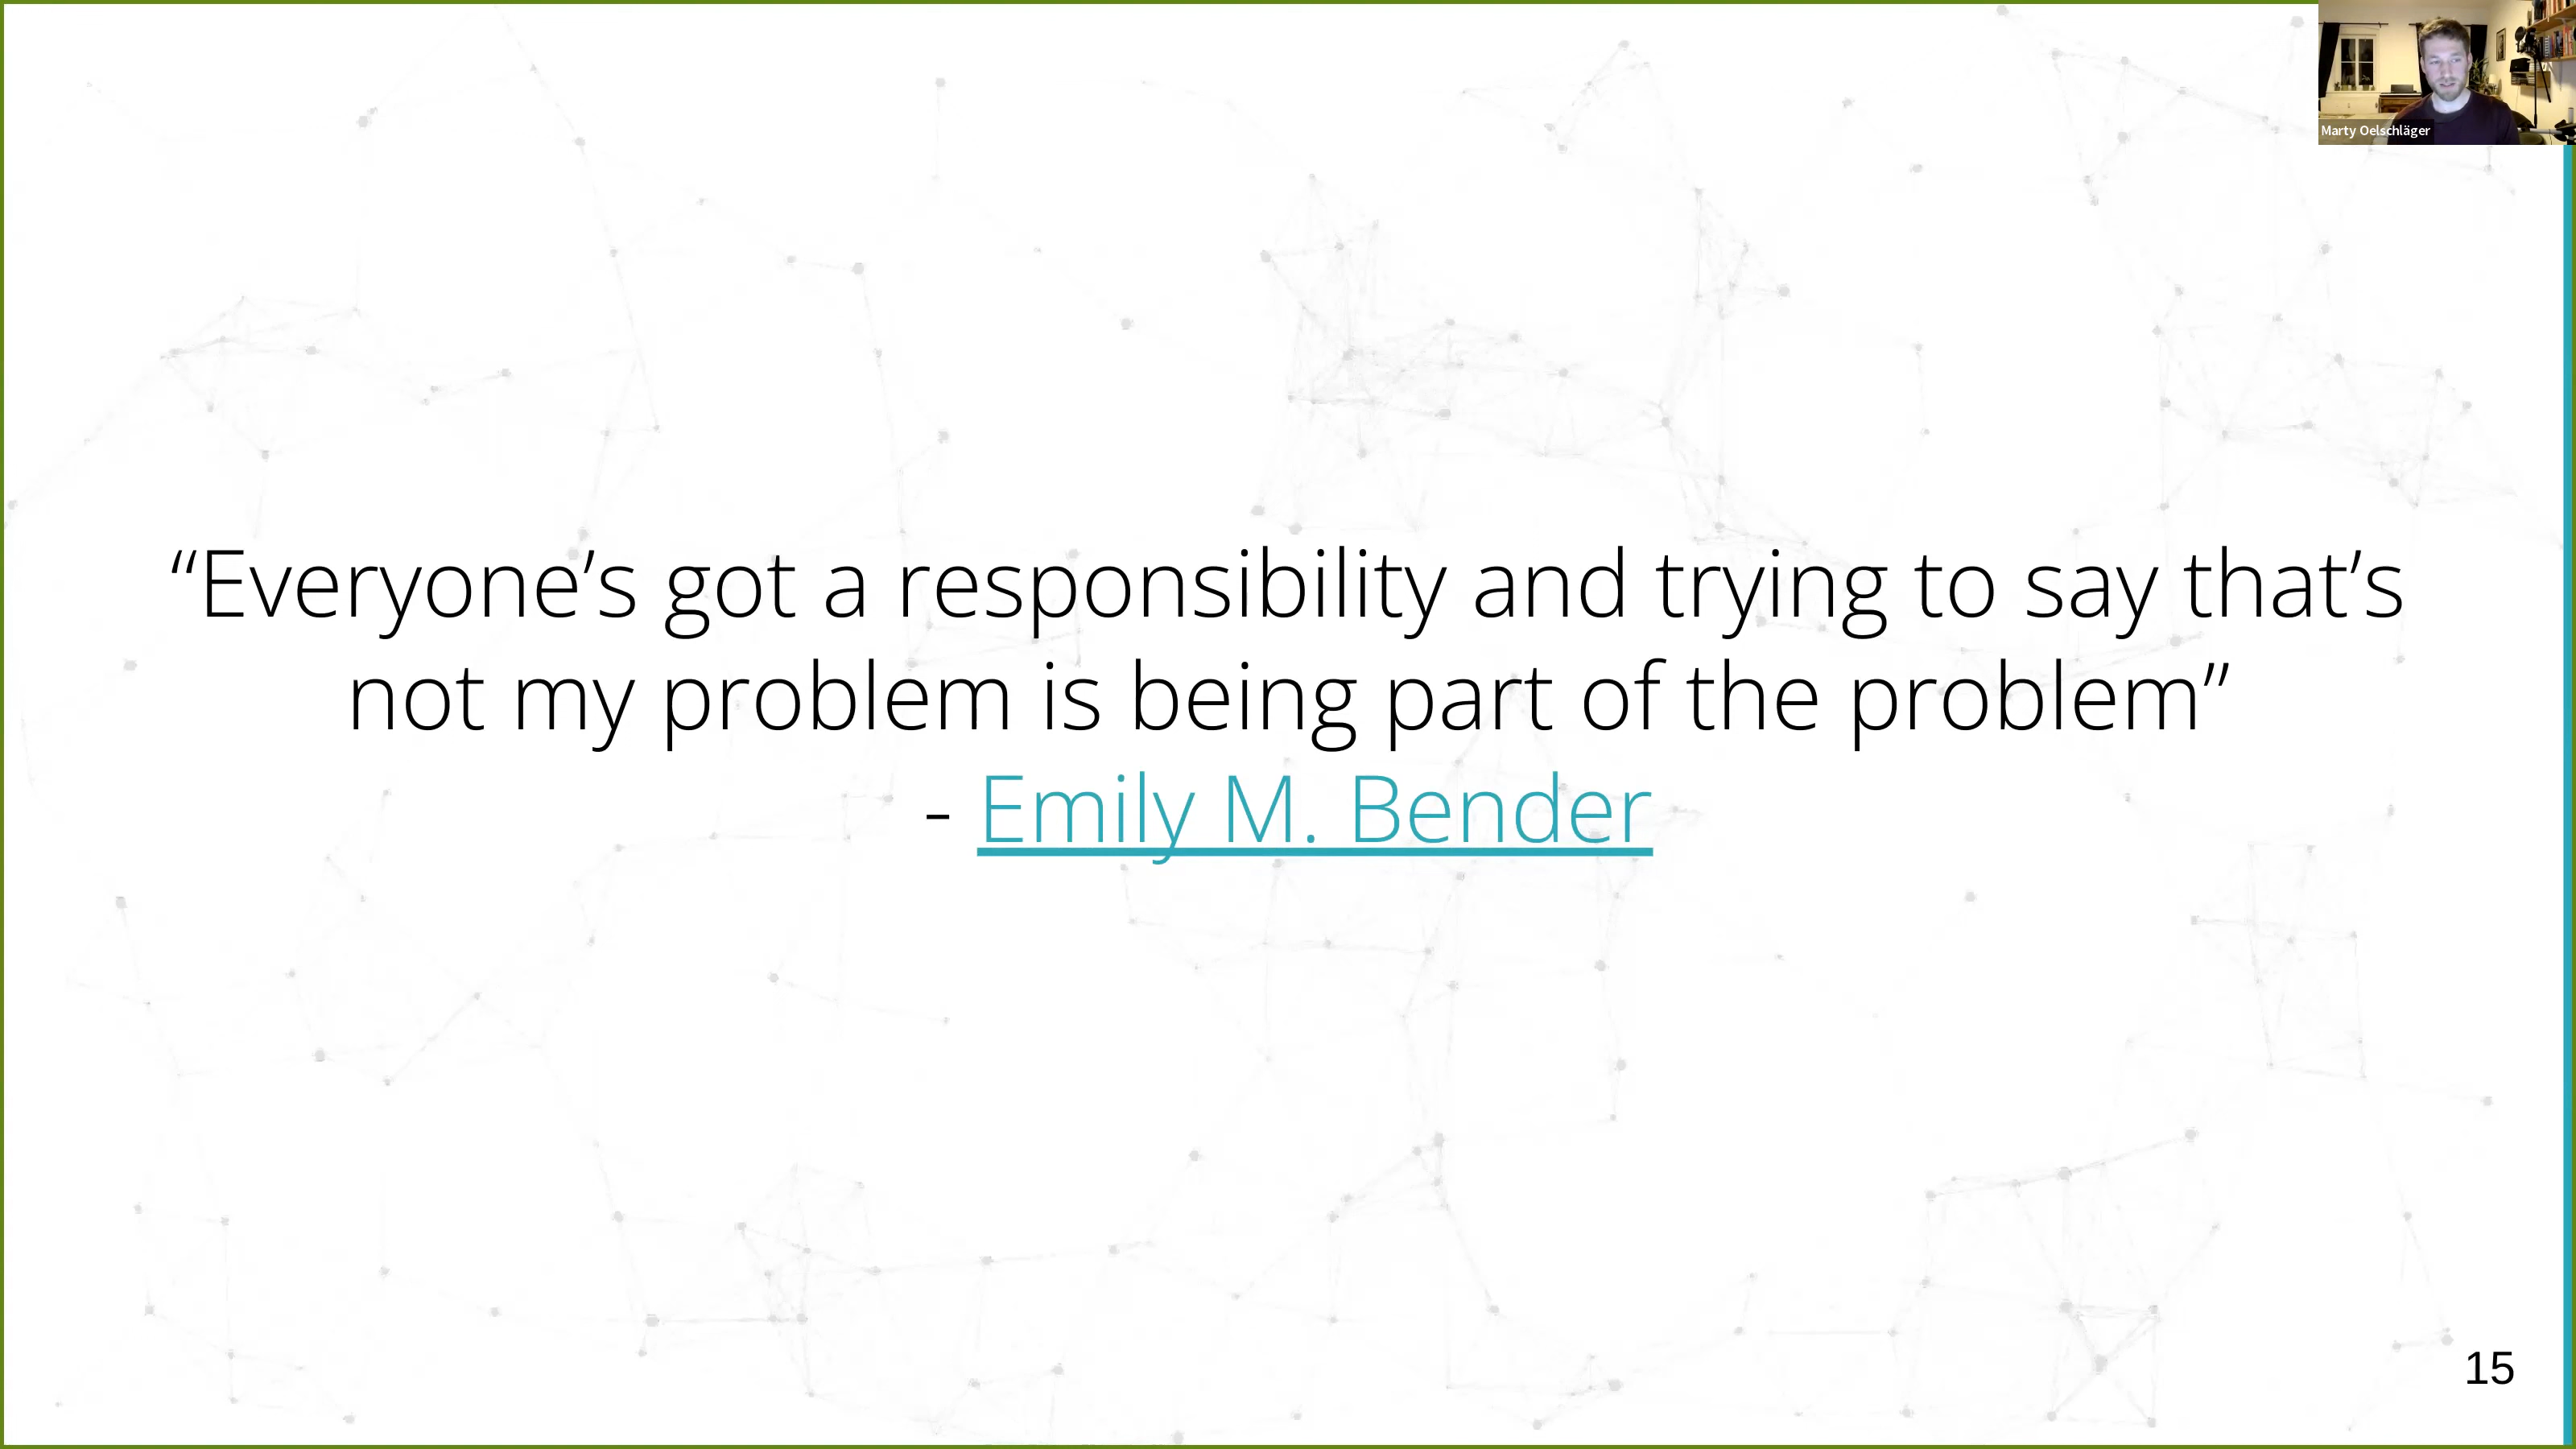 Marty Oelschläger
“Everyone’s got a responsibility and trying to say that’s
not my problem is being part of the problem”
- Emily M. Bender
15